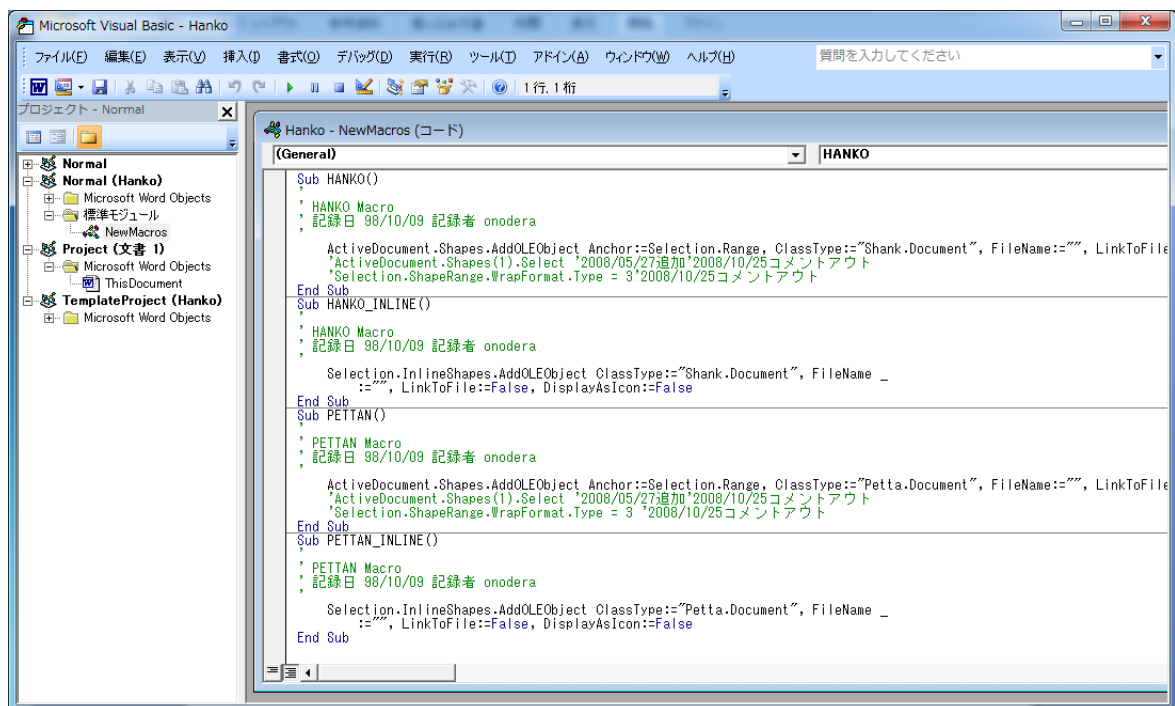 Microsoft Visual Basic - Hanko
ファイル(F) 編集(E) 表示(V) 挿入(I) 書式(O) デバッグ(D) 実行(R) ツール(T) アドイン(A) ウィンドウ(W) ヘルプ(H) 質問を入力してください
1 行, 1 桁
プロジェクト - Normal
Normal
Normal (Hanko)
Microsoft Word Objects
標準モジュール
NewMacros
Project (文書 1)
Microsoft Word Objects
ThisDocument
TemplateProject (Hanko)
Microsoft Word Objects
Hanko - NewMacros (コード)
(General) HANKO
Sub HANKO()
'
' HANKO Macro
' 記録日 98/10/09 記録者 onodera
'
ActiveDocument.Shapes.AddOLEObject Anchor:=Selection.Range, ClassType:="Shank.Document", FileName:="", LinkToFile
'ActiveDocument.Shapes(1).Select '2008/05/27追加'2008/10/25コメントアウト
'Selection.ShapeRange.WrapFormat.Type = 3'2008/10/25コメントアウト
End Sub
Sub HANKO_INLINE()
'
' HANKO Macro
' 記録日 98/10/09 記録者 onodera
'
Selection.InlineShapes.AddOLEObject ClassType:="Shank.Document", FileName _
:="", LinkToFile:=False, DisplayAsIcon:=False
End Sub
Sub PETTAN()
'
' PETTAN Macro
' 記録日 98/10/09 記録者 onodera
'
ActiveDocument.Shapes.AddOLEObject Anchor:=Selection.Range, ClassType:="Petta.Document", FileName:="", LinkToFile
'ActiveDocument.Shapes(1).Select '2008/05/27追加'2008/10/25コメントアウト
'Selection.ShapeRange.WrapFormat.Type = 3 '2008/10/25コメントアウト
End Sub
Sub PETTAN_INLINE()
'
' PETTAN Macro
' 記録日 98/10/09 記録者 onodera
'
Selection.InlineShapes.AddOLEObject ClassType:="Petta.Document", FileName _
:="", LinkToFile:=False, DisplayAsIcon:=False
End Sub